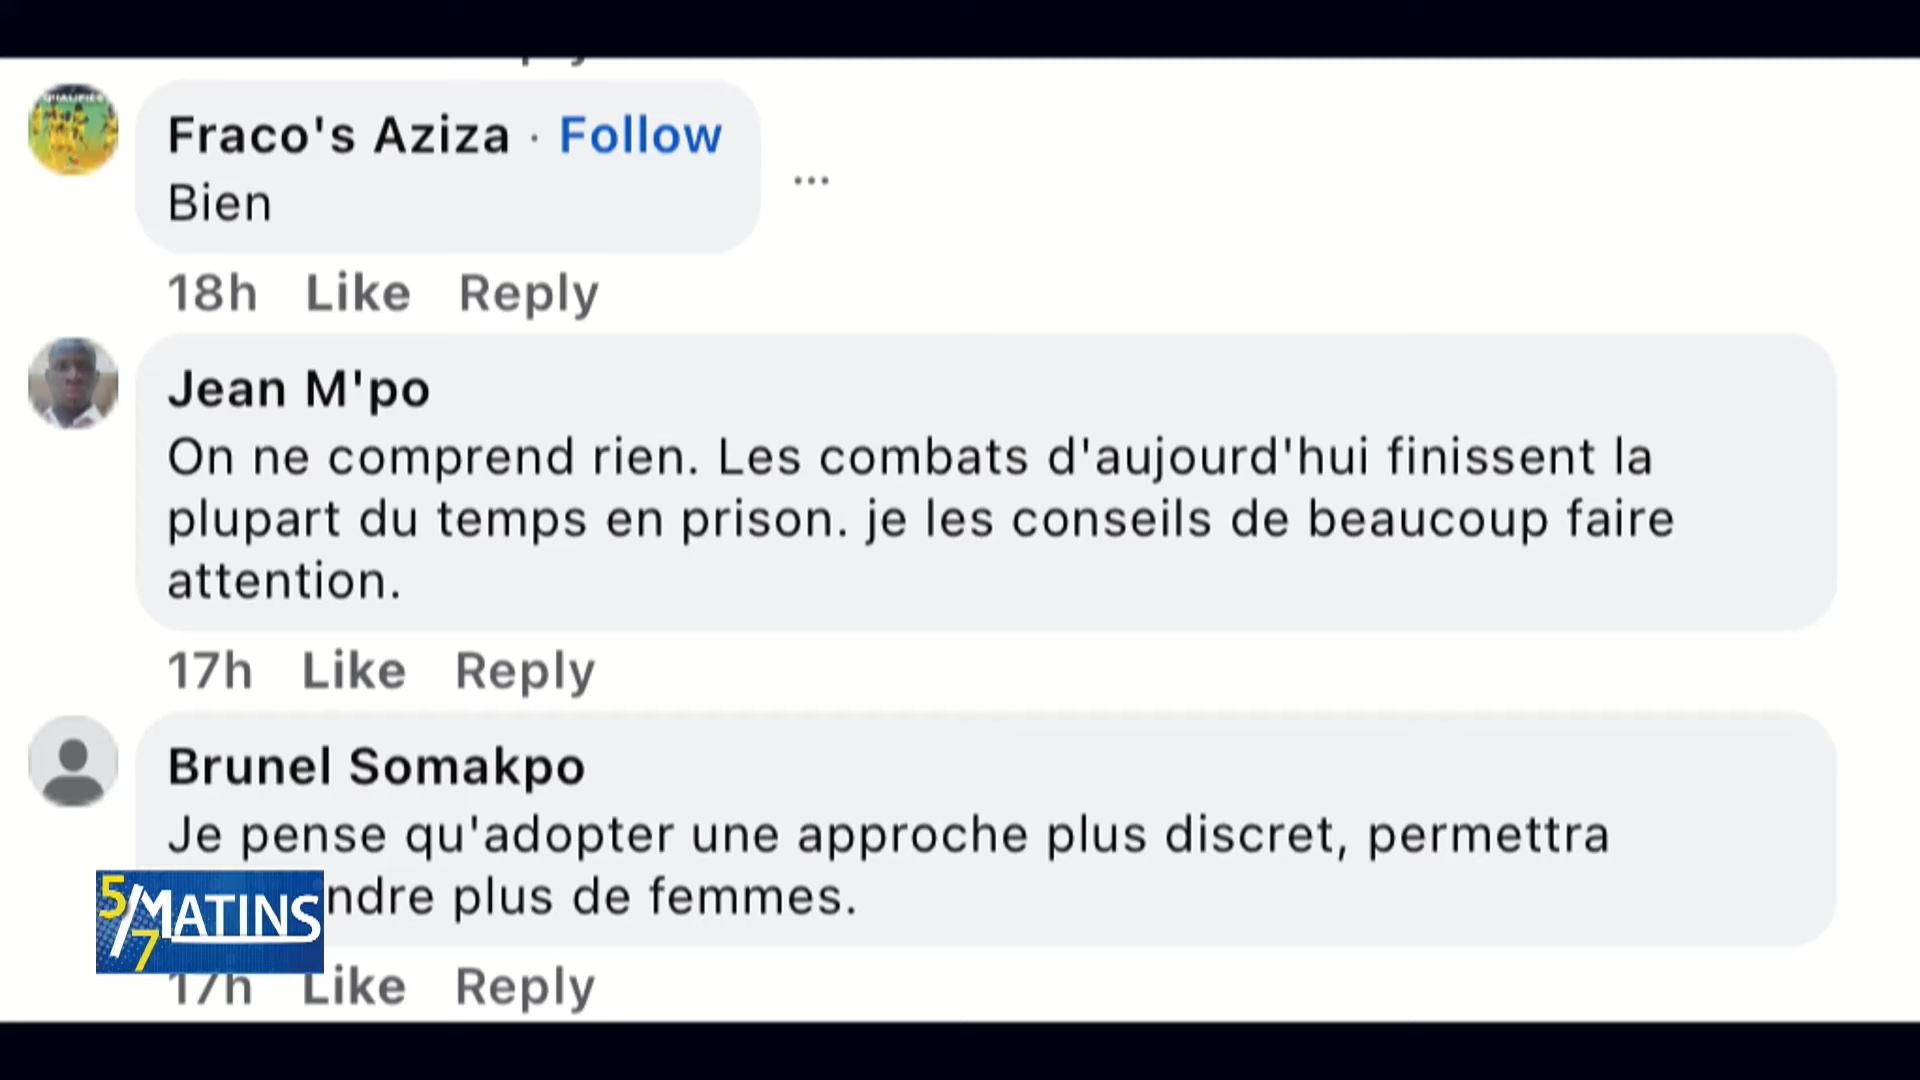 Fraco's Aziza · Follow
Bien
...
18h Like Reply
Jean M'po
On ne comprend rien. Les combats d'aujourd'hui finissent la
plupart du temps en prison. je les conseils de beaucoup faire
attention.
17h Like Reply
Brunel Somakpo
Je pense qu'adopter une approche plus discret, permettra
plus de femmes.
5/7 MATINS
17h Like Reply